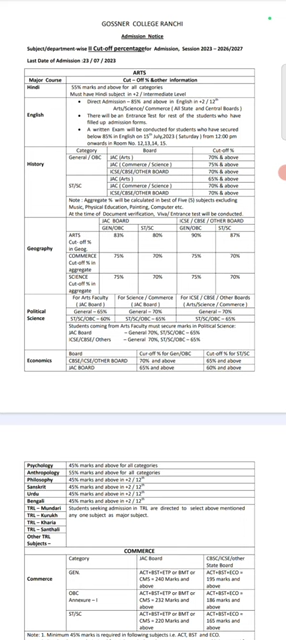 GOSSNER COLLEGE RANCHI
Admission Notice
Subject/department-wise II Cut-off percentage for Admission, Session 2023 - 2026/2027
Last Date of Admission :23 / 07 / 2023
ARTS
Major Course Cut – Off % &other information
Hindi 55% marks and above for all categories
Must have Hindi subject in +2 / Intermediate Level
English • Direct Admission – 85% and above in English in +2 / 12th
Arts/Science/ Commerce ( All State and Central Boards )
• There will be an Entrance Test for rest of the students who have
filled up admission forms.
• A written Exam will be conducted for students who have secured
below 85% in English on 15th July,2023 ( Saturday ) from 12:00 pm
onwards in Room No. 12,13,14, 15.
History Category Board Cut-off %
General / OBC JAC (Arts ) 70% & above
JAC ( Commerce / Science ) 75% & above
ICSE/CBSE/OTHER BOARD 70% & above
ST/SC JAC (Arts ) 65% & above
JAC ( Commerce / Science ) 70% & above
ICSE/CBSE/OTHER BOARD 70% & above
Note : Aggregate % will be calculated in best of Five (5) subjects excluding
Music, Physical Education, Painting, Computer etc.
At the time of Document verification, Viva/ Entrance test will be conducted.
Geography JAC BOARD ICSE / CBSE / OTHER BOARD
GEN/OBC ST/SC GEN/OBC ST/SC
ARTS 83% 80% 90% 87%
Cut- off %
in Geog.
COMMERCE 75% 70% 75% 70%
Cut-off % in
aggregate
SCIENCE 75% 70% 75% 70%
Cut-off % in
aggregate
Political Science For Arts Faculty For Science / Commerce For ICSE / CBSE / Other Boards
( JAC Board ) ( JAC Board ) (Arts/Science / Commerce)
General – 65% General – 70% General – 70%
ST/SC/OBC – 60% ST/SC/OBC – 65% ST/SC/OBC – 65%
Students coming from Arts Faculty must secure marks in Political Science:
JAC Board – General 70%, ST/SC/OBC – 65%
ICSE/CBSE/ Others – General 70%, ST/SC/OBC – 65%
Economics Board Cur-off % for Gen/OBC Cut-off % for ST/SC
CBSE/ICSE/OTHER BOARD 70% and above 65% and above
JAC BOARD 65% and above 60% and above
Psychology 45% marks and above for all categories
Anthropology 55% marks and above for all categories
Philosophy 45% marks and above in +2 / 12th
Sanskrit 45% marks and above in +2 / 12th
Urdu 45% marks and above in +2 / 12th
Bengali 45% marks and above in +2 / 12th
TRL – Mundari Students seeking admission in TRL are directed to select above mentioned
TRL – Kurukh any one subject as major subject.
TRL – Kharia
TRL – Santhali
Other TRL
Subjects –
COMMERCE
Commerce Category JAC Board CBSC/ICSE/other
State Board
GEN. ACT+BST+ETP or BMT or ACT+BST+ECO =
CMS = 240 Marks and 195 marks and
above above
OBC ACT+BST+ETP or BMT or ACT+BST+ECO =
Annexure – I CMS = 232 Marks and 186 marks and
above above
ST/SC ACT+BST+ETP or BMT or ACT+BST+ECO =
CMS = 220 Marks and 165 marks and
above above
Note: 1. Minimum 45% marks is required in following subjects i.e. ACT, BST and ECO.